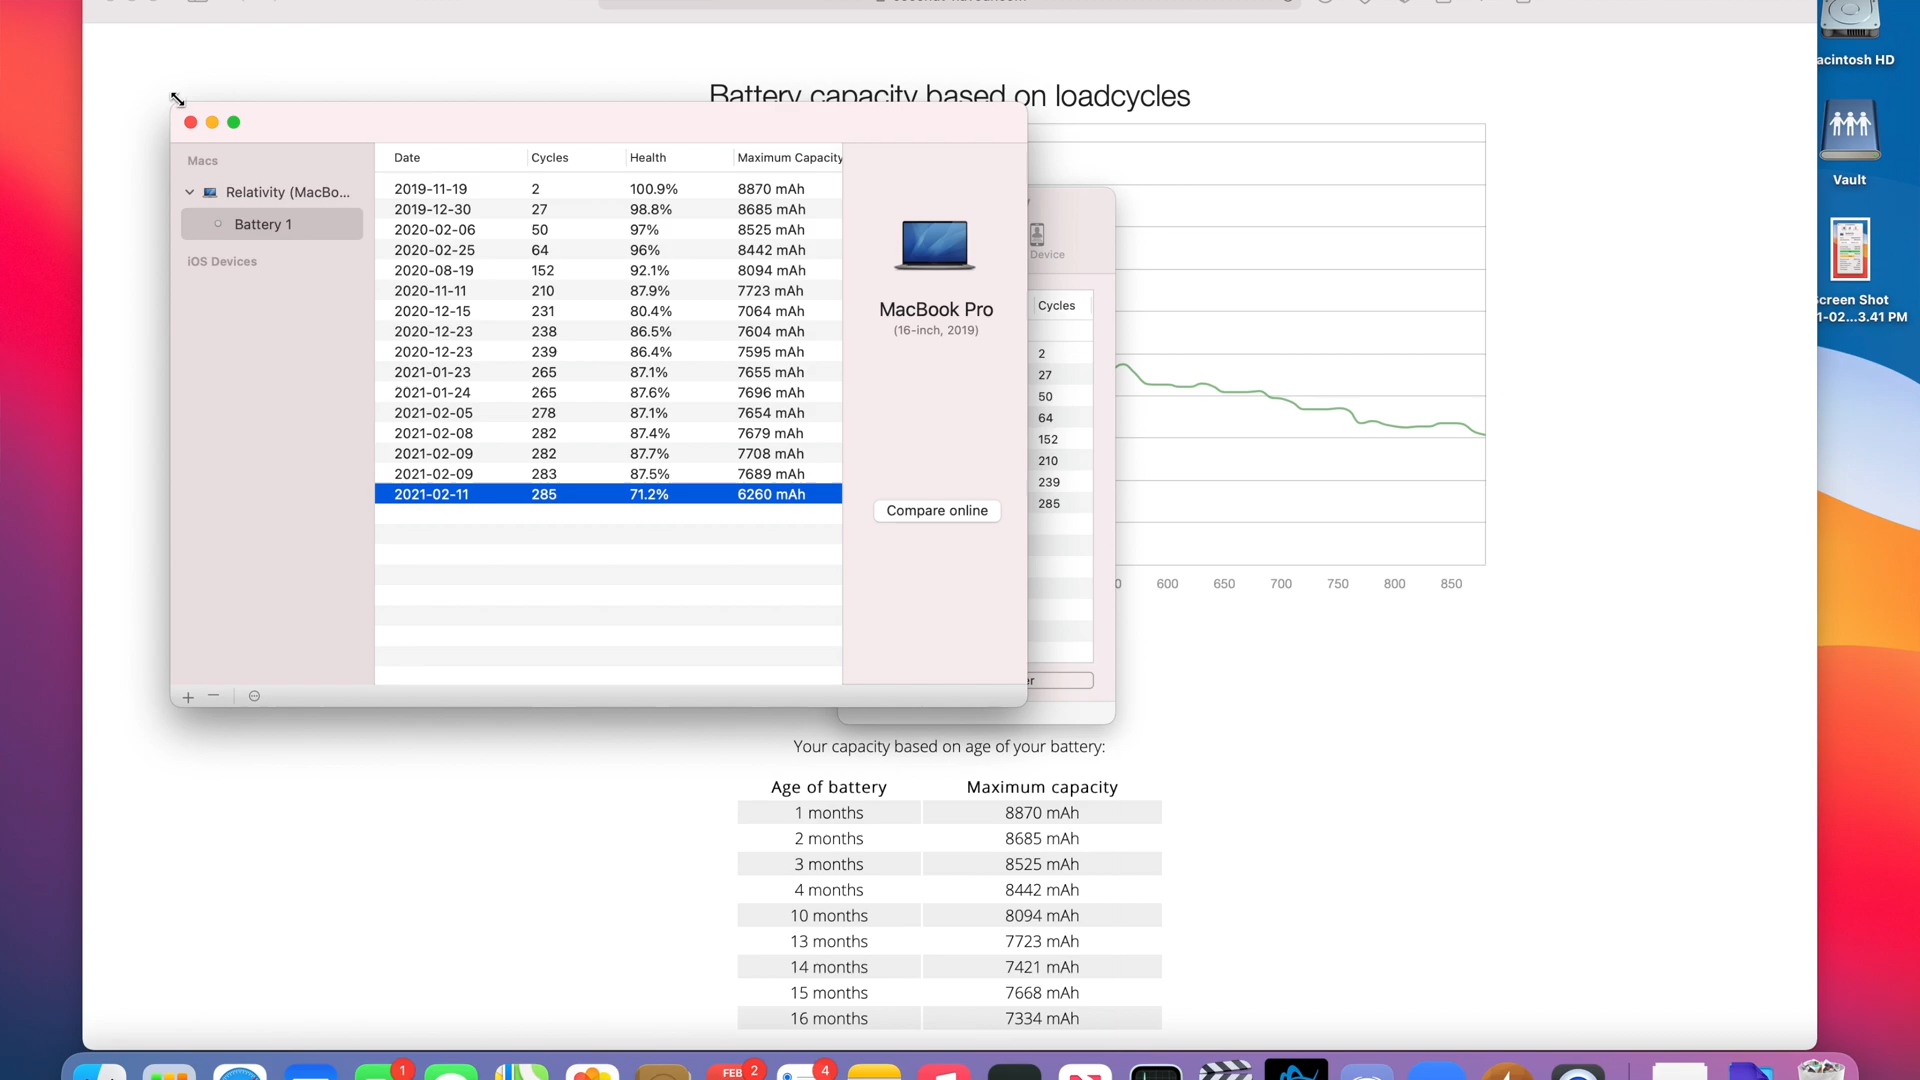 acintosh HD
Vault
Screen Shot
1-02...3.41 PM
Battery capacity based on loadcycles
Macs
Relativity (MacBo...
Battery 1
iOS Devices
Date Cycles Health Maximum Capacity
2019-11-19 2 100.9% 8870 mAh
2019-12-30 27 98.8% 8685 mAh
2020-02-06 50 97% 8525 mAh
2020-02-25 64 96% 8442 mAh
2020-08-19 152 92.1% 8094 mAh
2020-11-11 210 87.9% 7723 mAh
2020-12-15 231 80.4% 7064 mAh
2020-12-23 238 86.5% 7604 mAh
2020-12-23 239 86.4% 7595 mAh
2021-01-23 265 87.1% 7655 mAh
2021-01-24 265 87.6% 7696 mAh
2021-02-05 278 87.1% 7654 mAh
2021-02-08 282 87.4% 7679 mAh
2021-02-09 282 87.7% 7708 mAh
2021-02-09 283 87.5% 7689 mAh
2021-02-11 285 71.2% 6260 mAh
MacBook Pro
(16-inch, 2019)
Compare online
Device
Cycles
2
27
50
64
152
210
239
285
er
0 600 650 700 750 800 850
Your capacity based on age of your battery:
Age of battery Maximum capacity
1 months 8870 mAh
2 months 8685 mAh
3 months 8525 mAh
4 months 8442 mAh
10 months 8094 mAh
13 months 7723 mAh
14 months 7421 mAh
15 months 7668 mAh
16 months 7334 mAh
1
FEB 2
4